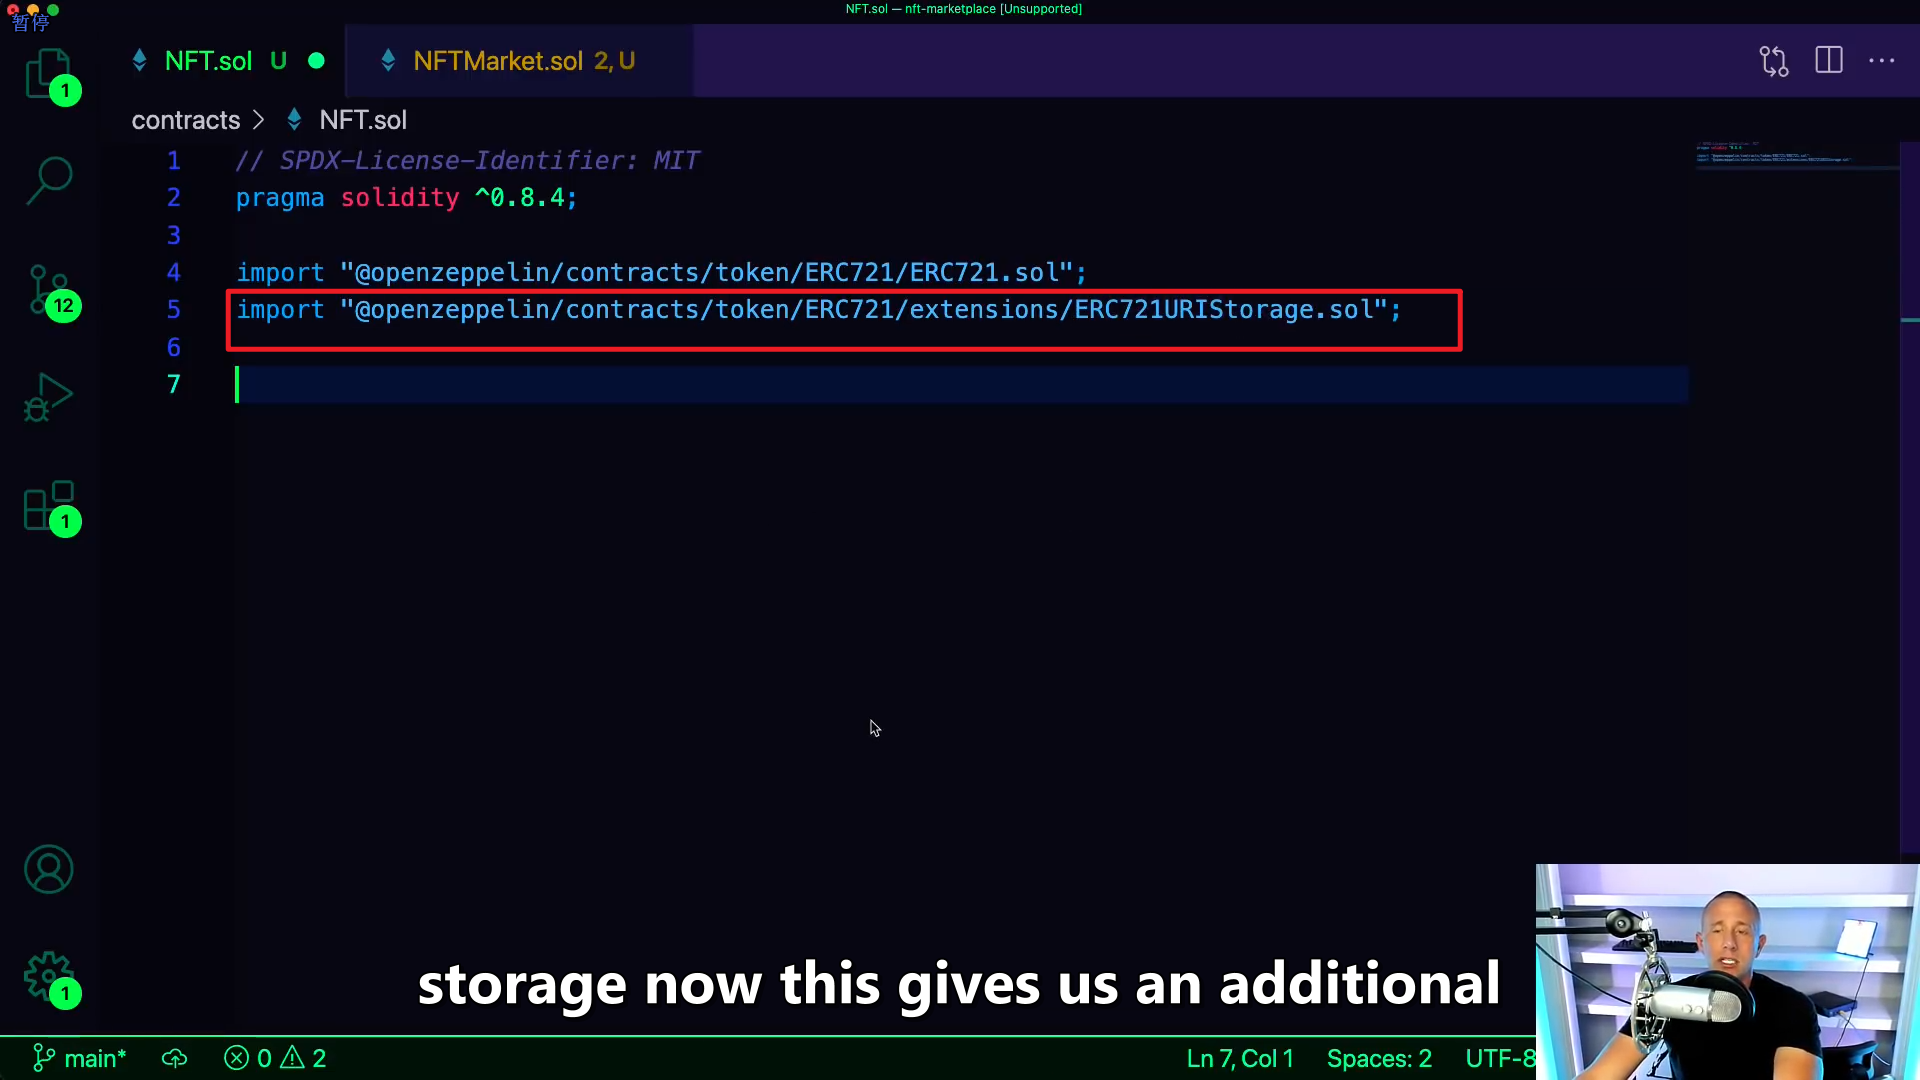 NFT.sol — nft-marketplace [Unsupported]
暂停
NFT.sol U
NFTMarket.sol 2, U
1
contracts > NFT.sol
1 // SPDX-License-Identifier: MIT
2 pragma solidity ^0.8.4;
3
4 import "@openzeppelin/contracts/token/ERC721/ERC721.sol";
5 import "@openzeppelin/contracts/token/ERC721/extensions/ERC721URIStorage.sol";
6
7
12
1
1
storage now this gives us an additional
main* 0 2 Ln 7, Col 1 Spaces: 2 UTF-8